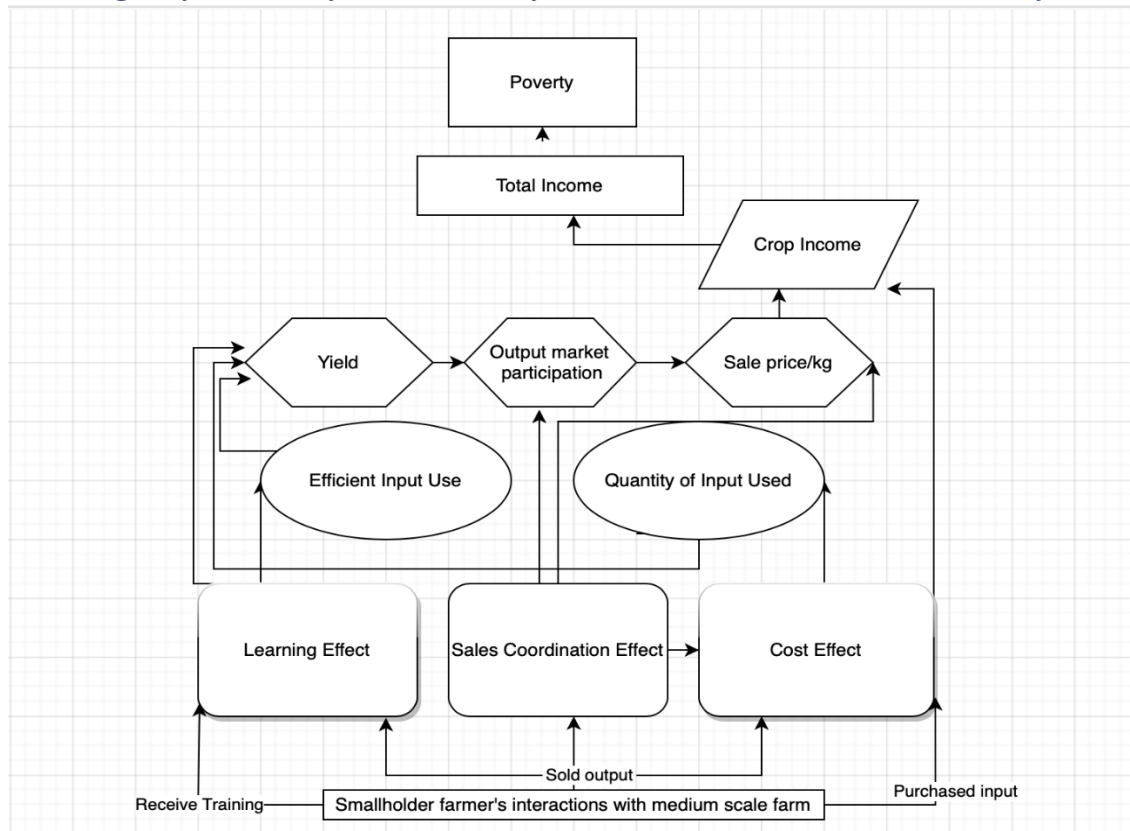 Poverty
Total Income
Crop Income
Yield
Output market
participation
Sale price/kg
Efficient Input Use
Quantity of Input Used
Learning Effect
Sales Coordination Effect
Cost Effect
Sold output
Receive Training
Smallholder farmer's interactions with medium scale farm
Purchased input